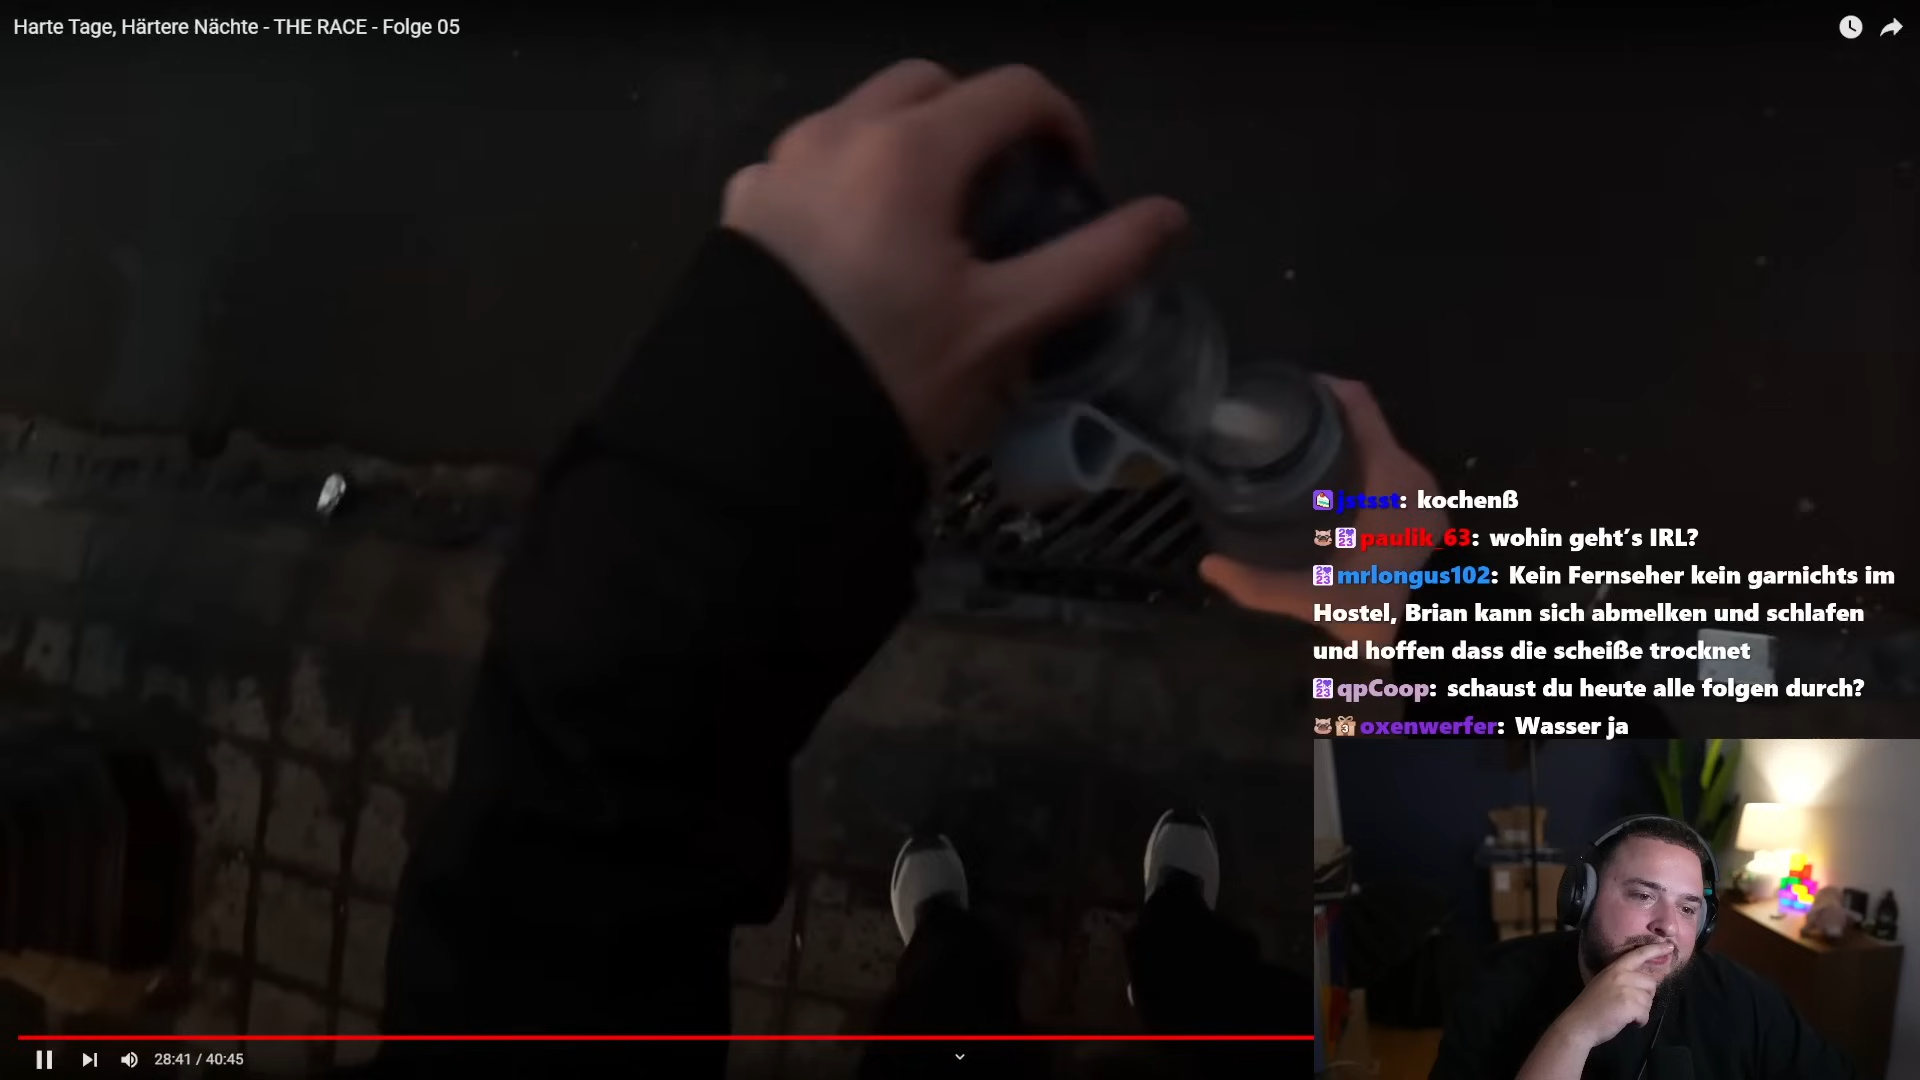 Harte Tage, Härtere Nächte - THE RACE - Folge 05
jstsst: kochenß
paulik_63: wohin geht's IRL?
mrlongus102: Kein Fernseher kein garnichts im
Hostel, Brian kann sich abmelken und schlafen
und hoffen dass die scheiße trocknet
qpCoop: schaust du heute alle folgen durch?
oxenwerfer: Wasser ja
28:41 / 40:45